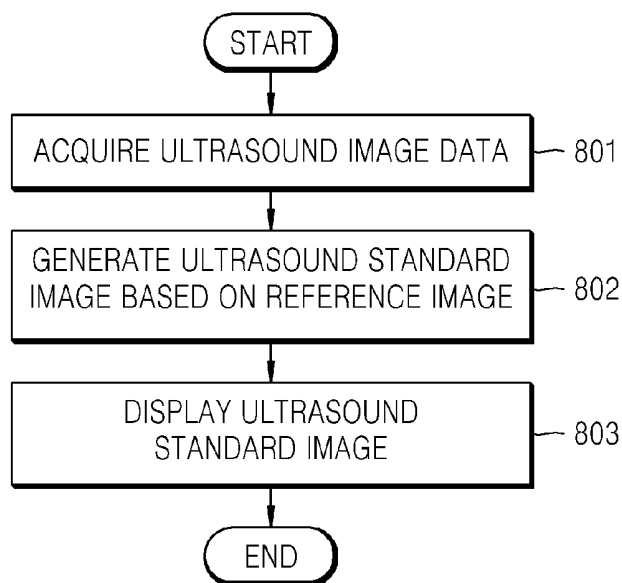 START
ACQUIRE ULTRASOUND IMAGE DATA
801
GENERATE ULTRASOUND STANDARD
IMAGE BASED ON REFERENCE IMAGE
802
DISPLAY ULTRASOUND
STANDARD IMAGE
803
END